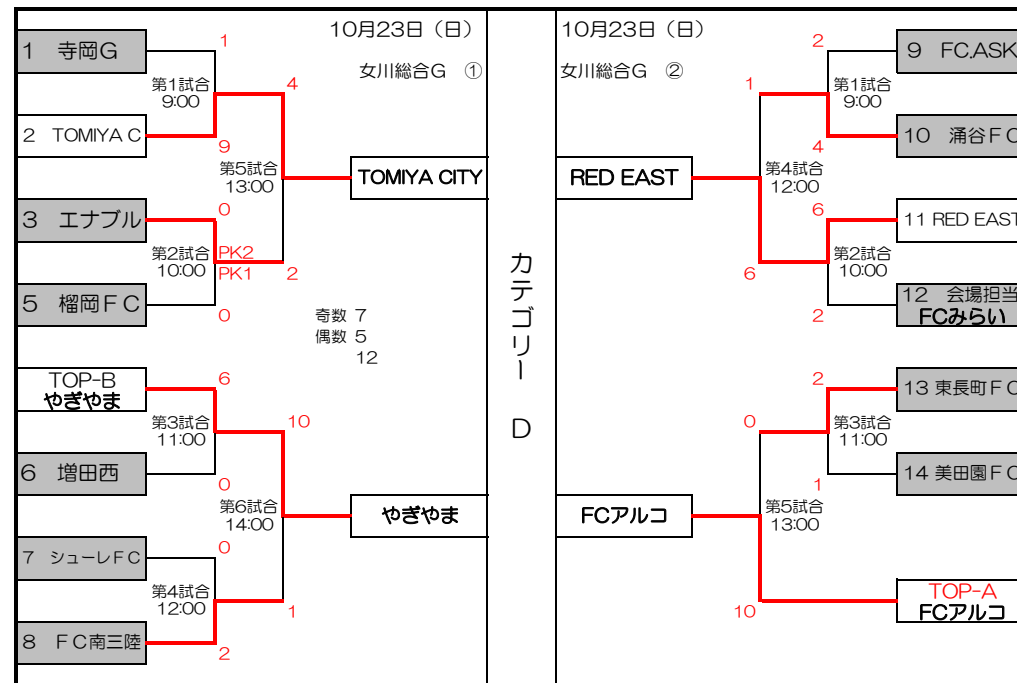 10月23日（日）
女川総合G　①
1　寺岡G
1
第1試合
9:00
4
2　TOMIYA C
9
第5試合
13:00
TOMIYA CITY
3　エナブル
0
第2試合
10:00
PK2
PK1
2
5　榴岡ＦＣ
0
奇数 7
偶数 5
12
TOP-B
やぎやま
6
第3試合
11:00
10
6　増田西
0
第6試合
14:00
やぎやま
7　シューレＦＣ
0
第4試合
12:00
1
8　ＦＣ南三陸
2
カテゴリー　D
10月23日（日）
女川総合G　②
2
9　FC.ASK
1
第1試合
9:00
4
10　涌谷ＦＣ
RED EAST
第4試合
12:00
6
11 RED EAST
6
第2試合
10:00
2
12　会場担当
FCみらい
2
13 東長町ＦＣ
0
第3試合
11:00
1
14 美田園ＦＣ
FCアルコ
第5試合
13:00
10
TOP-A
FCアルコ